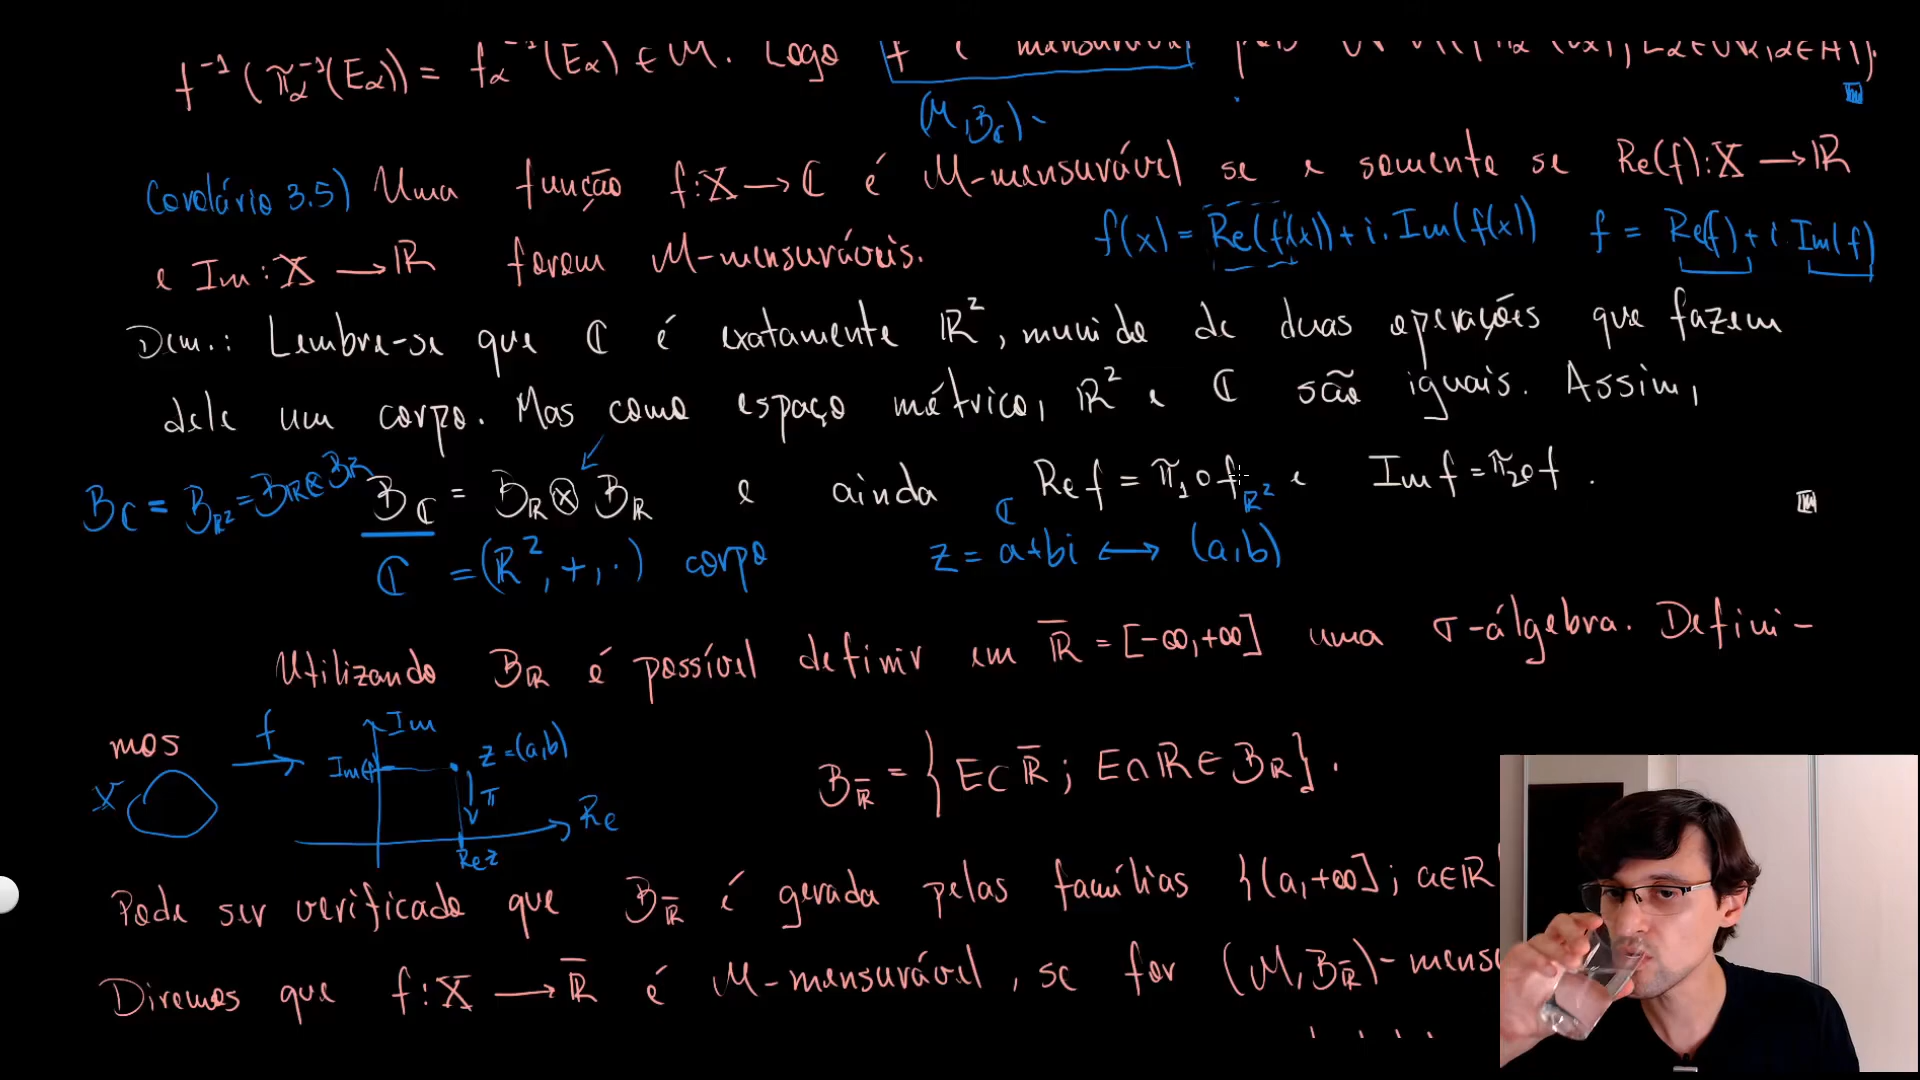 f⁻¹(π_α⁻¹(E_α)) = f_α⁻¹(E_α) ∈ M. Logo f é mensurável
(M, B_ℂ)
Corolário 3.5) Uma função f: X → ℂ é M-mensurável se e somente se Re(f): X → ℝ
e Im: X → ℝ forem M-mensuráveis.
f(x) = Re(f(x)) + i. Im(f(x)) f = Re(f) + i. Im(f)
Dem.: Lembre-se que ℂ é exatamente ℝ², munido de duas operações que fazem
dele um corpo. Mas como espaço métrico, ℝ² e ℂ são iguais. Assim,
B_ℂ = B_ℝ² = B_ℝ ⊗ B_ℝ
B_ℂ = B_ℝ ⊗ B_ℝ e ainda Re f = π₁ ∘ f e Im f = π₂ ∘ f.
ℂ ℝ²
ℂ = (ℝ², +, ·) corpo z = a+bi ↔ (a,b)
Utilizando B_ℝ é possível definir em ℝ̄ = [-∞,+∞] uma σ-álgebra. Defini-
mos
B_ℝ̄ = { E ⊂ ℝ̄ ; E ∩ ℝ ∈ B_ℝ }.
X f Im
z = (a,b)
π Re
Re z
Pode ser verificado que B_ℝ̄ é gerada pelas famílias {(a,+∞]; a∈ℝ
Diremos que f: X → ℝ̄ é M-mensurável, se for (M, B_ℝ̄)-mens